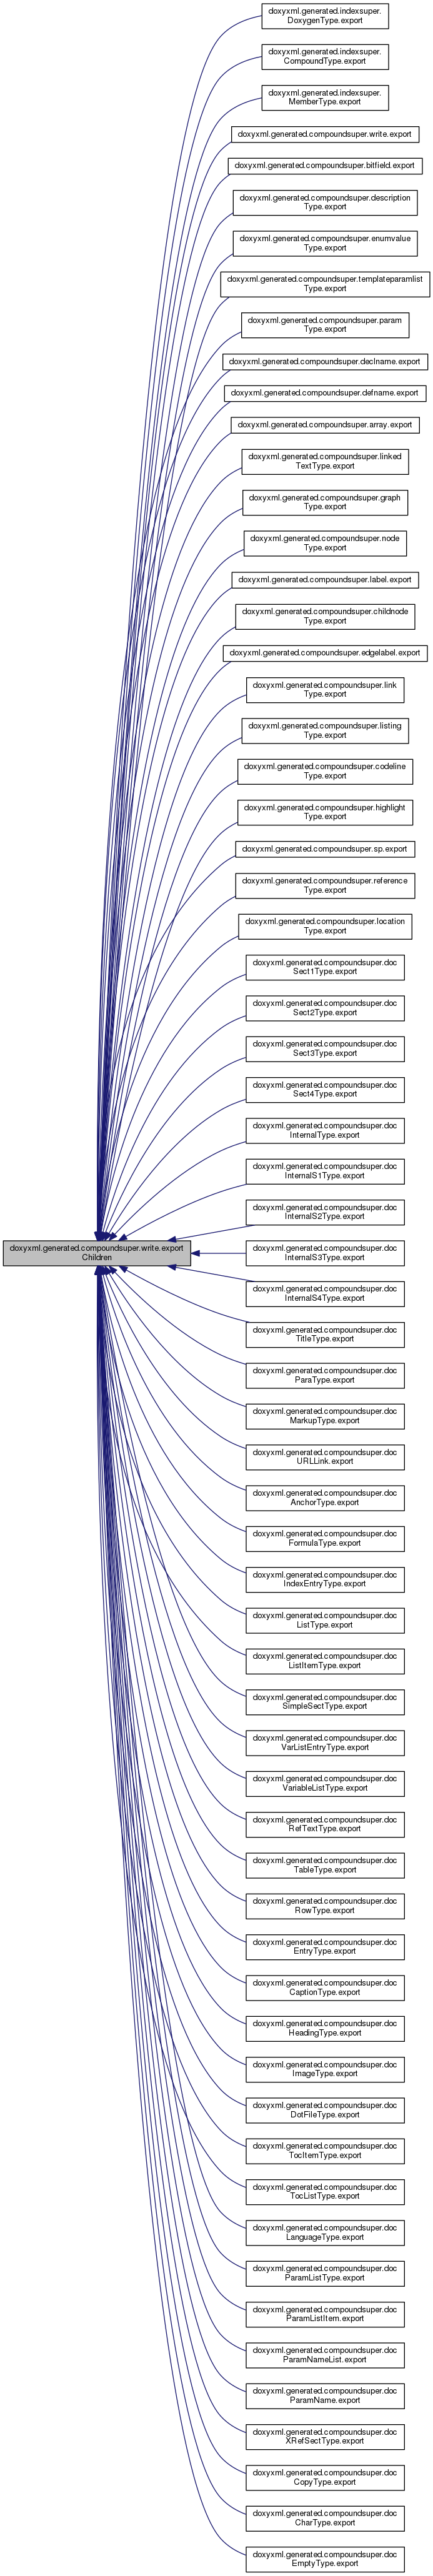 doxyxml.generated.indexsuper.
DoxygenType.export
doxyxml.generated.indexsuper.
CompoundType.export
doxyxml.generated.indexsuper.
MemberType.export
doxyxml.generated.compoundsuper.write.export
doxyxml.generated.compoundsuper.bitfield.export
doxyxml.generated.compoundsuper.description
Type.export
doxyxml.generated.compoundsuper.enumvalue
Type.export
doxyxml.generated.compoundsuper.templateparamlist
Type.export
doxyxml.generated.compoundsuper.param
Type.export
doxyxml.generated.compoundsuper.declname.export
doxyxml.generated.compoundsuper.defname.export
doxyxml.generated.compoundsuper.array.export
doxyxml.generated.compoundsuper.linked
TextType.export
doxyxml.generated.compoundsuper.graph
Type.export
doxyxml.generated.compoundsuper.node
Type.export
doxyxml.generated.compoundsuper.label.export
doxyxml.generated.compoundsuper.childnode
Type.export
doxyxml.generated.compoundsuper.edgelabel.export
doxyxml.generated.compoundsuper.link
Type.export
doxyxml.generated.compoundsuper.listing
Type.export
doxyxml.generated.compoundsuper.codeline
Type.export
doxyxml.generated.compoundsuper.highlight
Type.export
doxyxml.generated.compoundsuper.sp.export
doxyxml.generated.compoundsuper.reference
Type.export
doxyxml.generated.compoundsuper.location
Type.export
doxyxml.generated.compoundsuper.doc
Sect1Type.export
doxyxml.generated.compoundsuper.doc
Sect2Type.export
doxyxml.generated.compoundsuper.doc
Sect3Type.export
doxyxml.generated.compoundsuper.doc
Sect4Type.export
doxyxml.generated.compoundsuper.doc
InternalType.export
doxyxml.generated.compoundsuper.doc
InternalS1Type.export
doxyxml.generated.compoundsuper.doc
InternalS2Type.export
doxyxml.generated.compoundsuper.write.export
Children
doxyxml.generated.compoundsuper.doc
InternalS3Type.export
doxyxml.generated.compoundsuper.doc
InternalS4Type.export
doxyxml.generated.compoundsuper.doc
TitleType.export
doxyxml.generated.compoundsuper.doc
ParaType.export
doxyxml.generated.compoundsuper.doc
MarkupType.export
doxyxml.generated.compoundsuper.doc
URLLink.export
doxyxml.generated.compoundsuper.doc
AnchorType.export
doxyxml.generated.compoundsuper.doc
FormulaType.export
doxyxml.generated.compoundsuper.doc
IndexEntryType.export
doxyxml.generated.compoundsuper.doc
ListType.export
doxyxml.generated.compoundsuper.doc
ListItemType.export
doxyxml.generated.compoundsuper.doc
SimpleSectType.export
doxyxml.generated.compoundsuper.doc
VarListEntryType.export
doxyxml.generated.compoundsuper.doc
VariableListType.export
doxyxml.generated.compoundsuper.doc
RefTextType.export
doxyxml.generated.compoundsuper.doc
TableType.export
doxyxml.generated.compoundsuper.doc
RowType.export
doxyxml.generated.compoundsuper.doc
EntryType.export
doxyxml.generated.compoundsuper.doc
CaptionType.export
doxyxml.generated.compoundsuper.doc
HeadingType.export
doxyxml.generated.compoundsuper.doc
ImageType.export
doxyxml.generated.compoundsuper.doc
DotFileType.export
doxyxml.generated.compoundsuper.doc
TocItemType.export
doxyxml.generated.compoundsuper.doc
TocListType.export
doxyxml.generated.compoundsuper.doc
LanguageType.export
doxyxml.generated.compoundsuper.doc
ParamListType.export
doxyxml.generated.compoundsuper.doc
ParamListItem.export
doxyxml.generated.compoundsuper.doc
ParamNameList.export
doxyxml.generated.compoundsuper.doc
ParamName.export
doxyxml.generated.compoundsuper.doc
XRefSectType.export
doxyxml.generated.compoundsuper.doc
CopyType.export
doxyxml.generated.compoundsuper.doc
CharType.export
doxyxml.generated.compoundsuper.doc
EmptyType.export